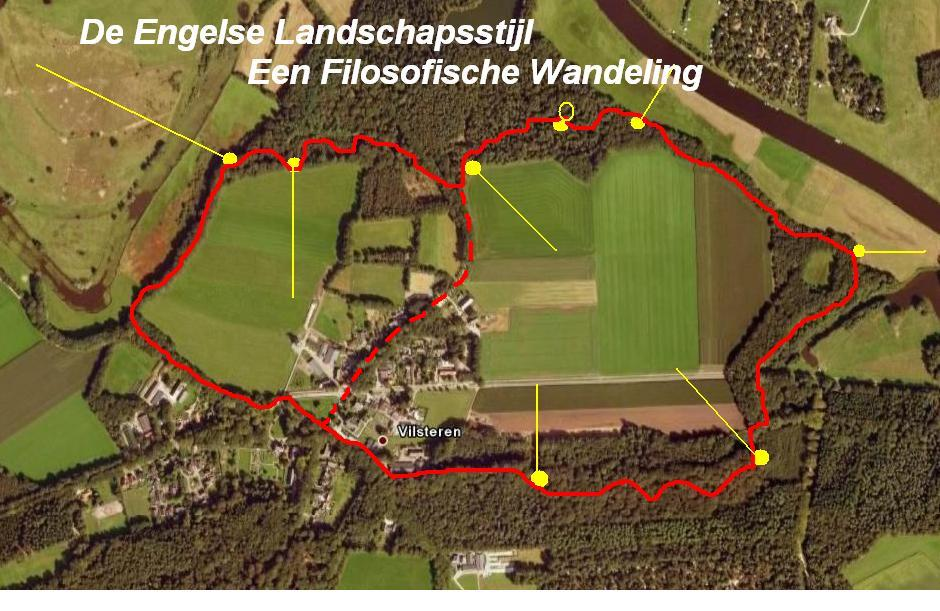 De Engelse Landschapsstijl
Een Filosofische Wandeling
Vilsteren